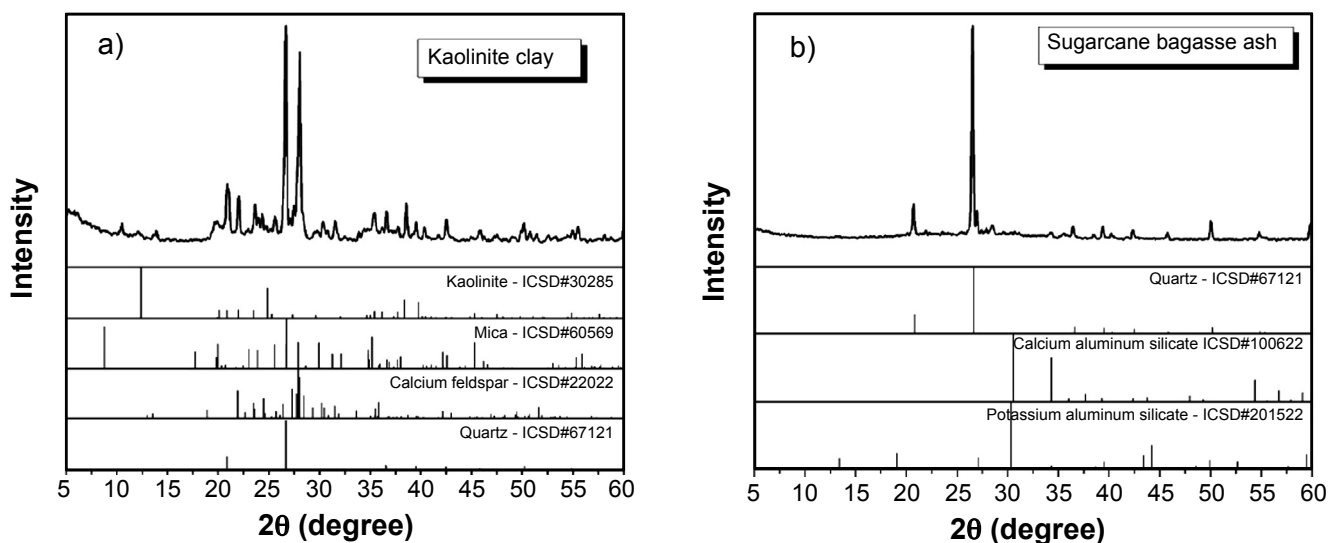 a)
Kaolinite clay
Intensity
Kaolinite - ICSD#30285
Mica - ICSD#60569
Calcium feldspar - ICSD#22022
Quartz - ICSD#67121
5 10 15 20 25 30 35 40 45 50 55 60
2θ (degree)
b)
Sugarcane bagasse ash
Intensity
Quartz - ICSD#67121
Calcium aluminum silicate ICSD#100622
Potassium aluminum silicate - ICSD#201522
5 10 15 20 25 30 35 40 45 50 55 60
2θ (degree)